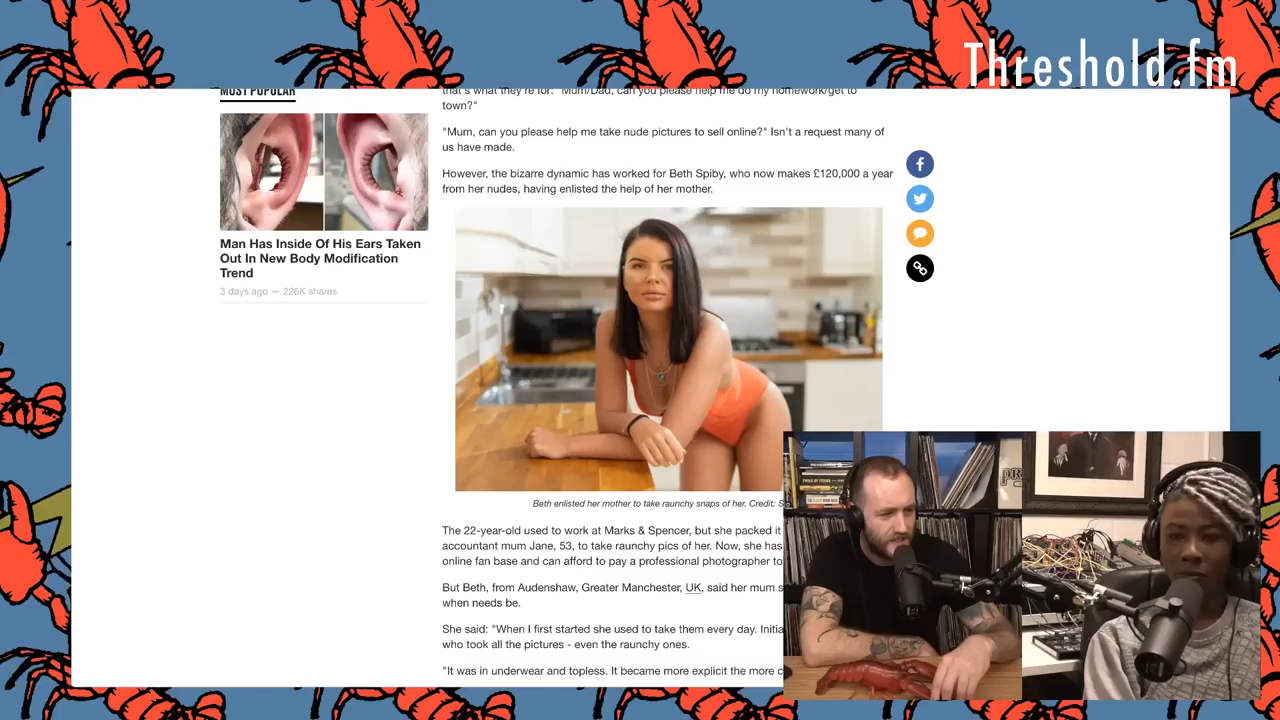 Threshold.fm
MOST POPULAR
Man Has Inside Of His Ears Taken
Out In New Body Modification
Trend
3 days ago — 226K shares
that's what they're for. "Mum/Dad, can you please help me do my homework/get to
town?"
"Mum, can you please help me take nude pictures to sell online?" Isn't a request many of
us have made.
However, the bizarre dynamic has worked for Beth Spiby, who now makes £120,000 a year
from her nudes, having enlisted the help of her mother.
Beth enlisted her mother to take raunchy snaps of her. Credit: S
The 22-year-old used to work at Marks & Spencer, but she packed it
accountant mum Jane, 53, to take raunchy pics of her. Now, she has
online fan base and can afford to pay a professional photographer to
But Beth, from Audenshaw, Greater Manchester, UK, said her mum s
when needs be.
She said: "When I first started she used to take them every day. Initia
who took all the pictures - even the raunchy ones.
"It was in underwear and topless. It became more explicit the more c